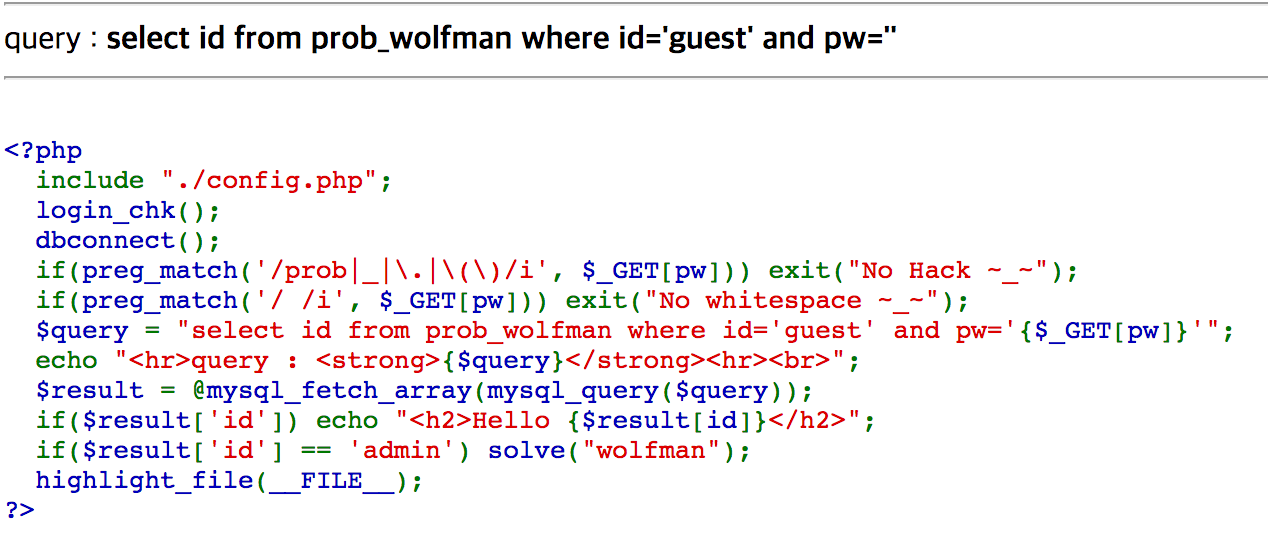 query : select id from prob_wolfman where id='guest' and pw=''
<?php
  include "./config.php";
  login_chk();
  dbconnect();
  if(preg_match('/prob|_|\.|\(\)/i', $_GET[pw])) exit("No Hack ~_~");
  if(preg_match('/ /i', $_GET[pw])) exit("No whitespace ~_~");
  $query = "select id from prob_wolfman where id='guest' and pw='{$_GET[pw]}'";
  echo "<hr>query : <strong>{$query}</strong><hr><br>";
  $result = @mysql_fetch_array(mysql_query($query));
  if($result['id']) echo "<h2>Hello {$result[id]}</h2>";
  if($result['id'] == 'admin') solve("wolfman");
  highlight_file(__FILE__);
?>